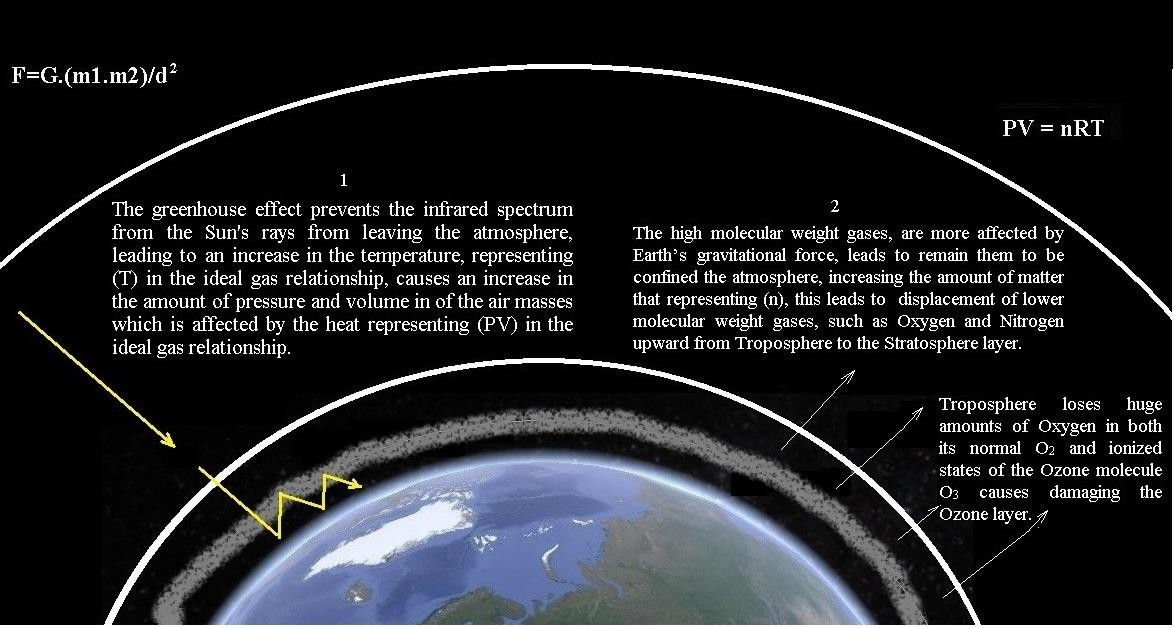 F=G.(m1.m2)/d²
PV = nRT
1
The greenhouse effect prevents the infrared spectrum
from the Sun's rays from leaving the atmosphere,
leading to an increase in the temperature, representing
(T) in the ideal gas relationship, causes an increase in
the amount of pressure and volume in of the air masses
which is affected by the heat representing (PV) in the
ideal gas relationship.
2
The high molecular weight gases, are more affected by
Earth's gravitational force, leads to remain them to be
confined the atmosphere, increasing the amount of matter
that representing (n), this leads to displacement of lower
molecular weight gases, such as Oxygen and Nitrogen
upward from Troposphere to the Stratosphere layer.
Troposphere loses huge
amounts of Oxygen in both
its normal O₂ and ionized
states of the Ozone molecule
O₃ causes damaging the
Ozone layer.